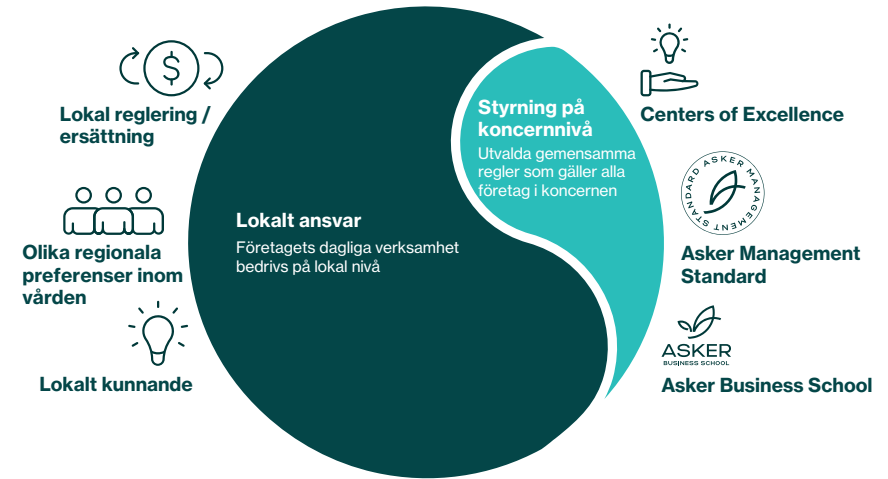 Lokal reglering /
ersättning
Olika regionala
preferenser inom
vården
Lokalt kunnande
Lokalt ansvar
Företagets dagliga verksamhet
bedrivs på lokal nivå
Styrning på
koncernnivå
Utvalda gemensamma
regler som gäller alla
företag i koncernen
$
Centers of Excellence
ASKER MANAGEMENT STANDARD
Asker Management
Standard
ASKER
BUSINESS SCHOOL
Asker Business School